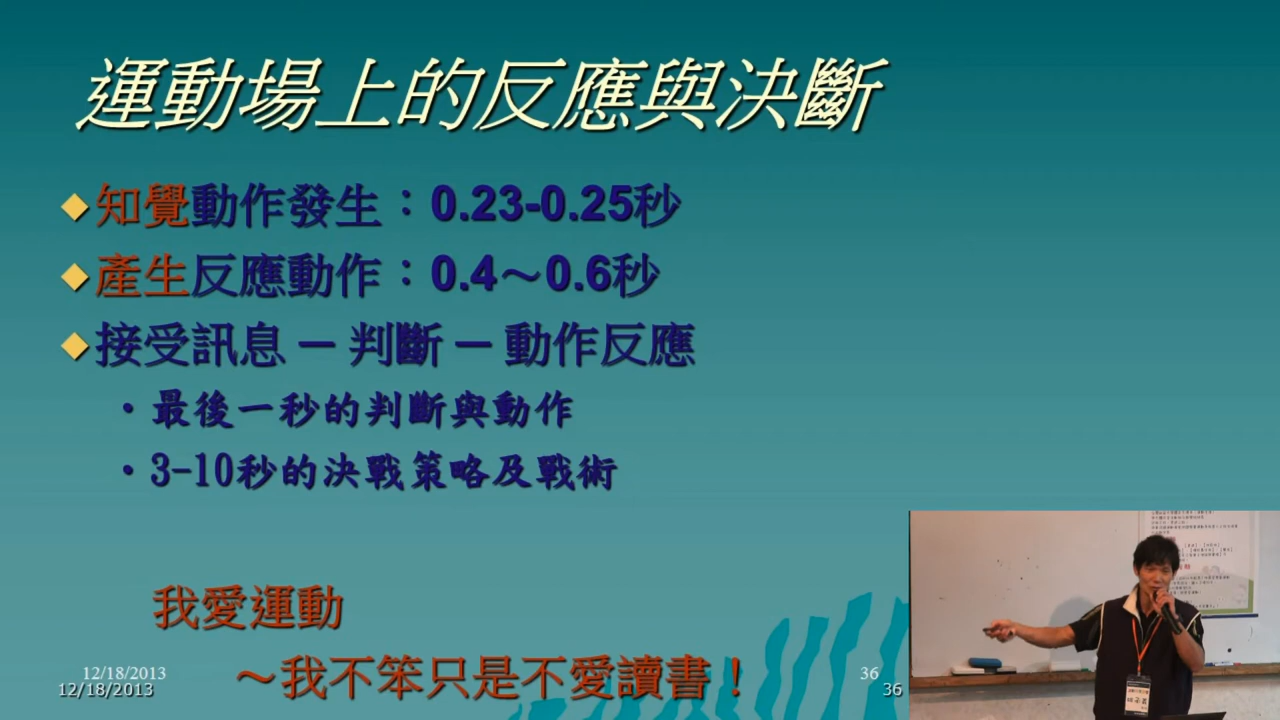 運動場上的反應與決斷
知覺動作發生：0.23-0.25秒
產生反應動作：0.4～0.6秒
接受訊息 － 判斷 － 動作反應
・最後一秒的判斷與動作
・3-10秒的決戰策略及戰術
我愛運動
～我不笨只是不愛讀書！
12/18/2013
36
12/18/2013
36